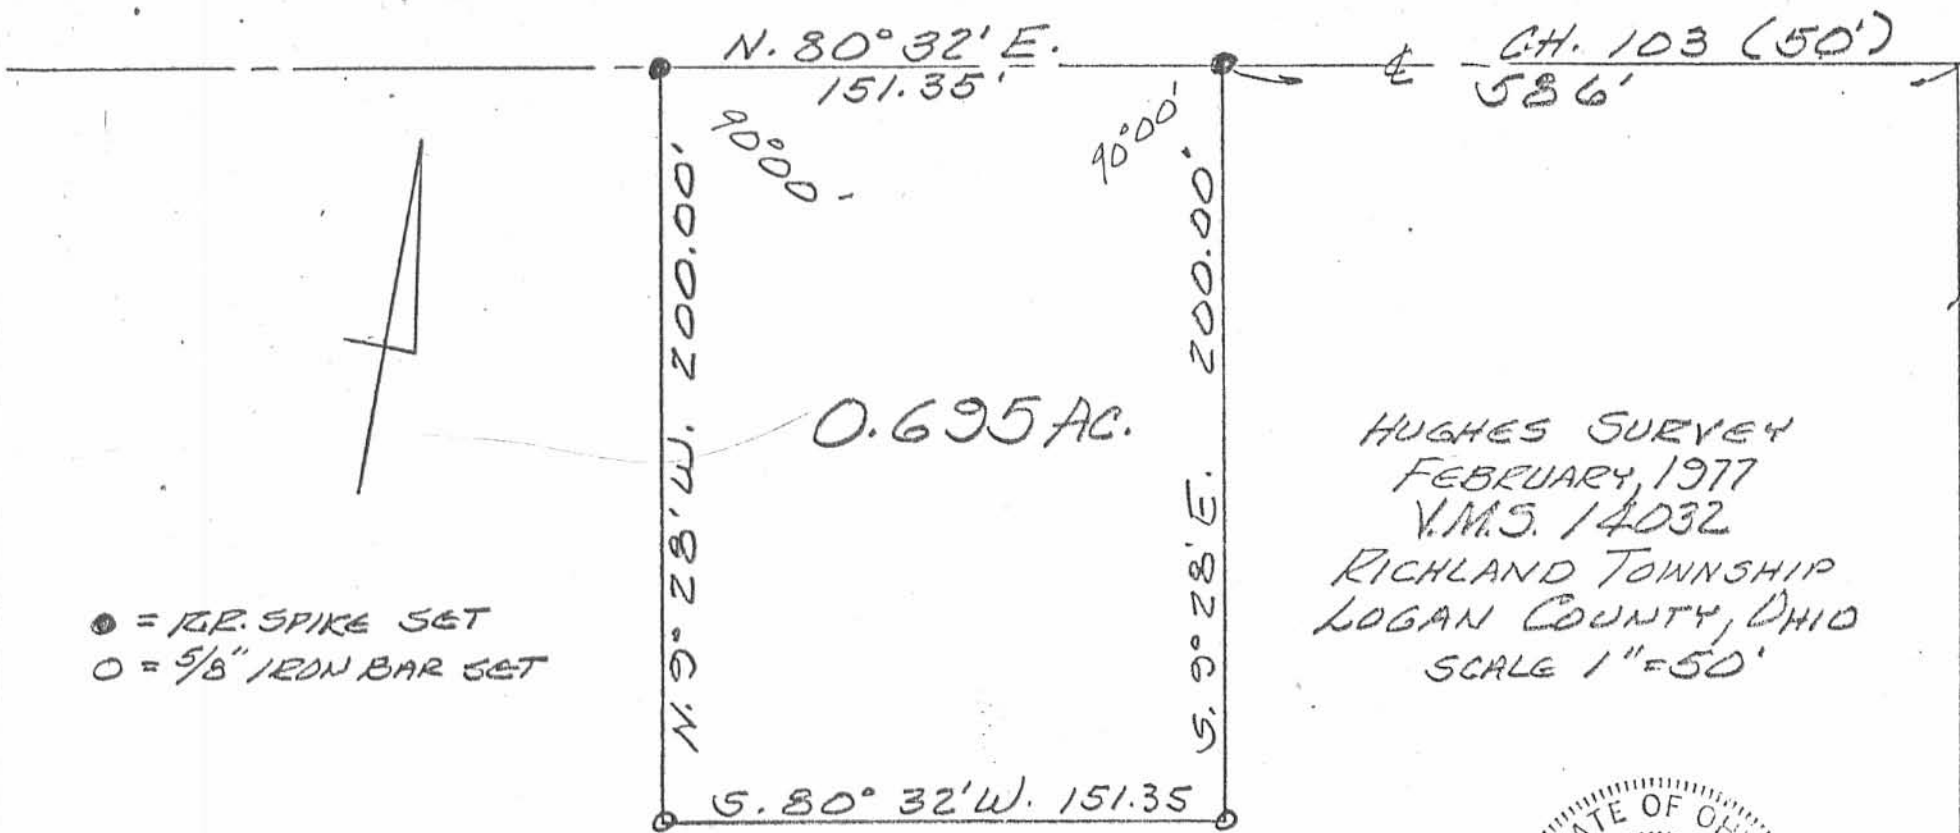 N. 80° 32' E.
151.35'
℄ C.H. 103 (50')
586'
90°00'
90°00'
N. 9° 28' W. 200.00'
S. 9° 28' E. 200.00'
0.695 AC.
HUGHES SURVEY
FEBRUARY, 1977
V.M.S. 14032
RICHLAND TOWNSHIP
LOGAN COUNTY, OHIO
SCALE 1"=50'
● = R.R. SPIKE SET
O = 5/8" IRON BAR SET
S. 80° 32' W. 151.35
ATE OF OH